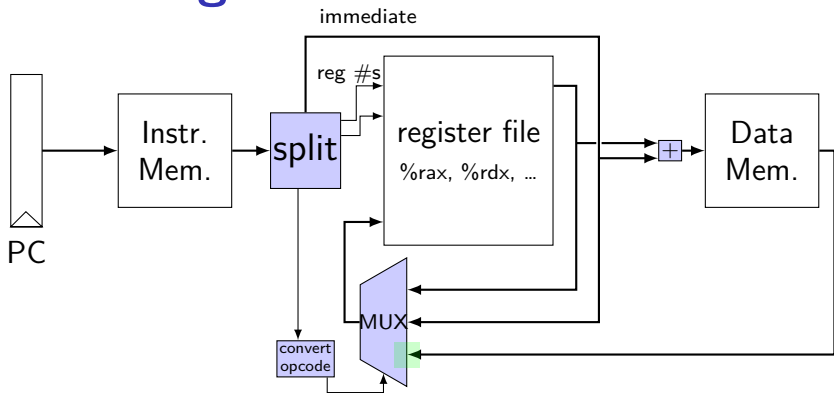 immediate
reg #s
Instr.
Mem.
split
register file
%rax, %rdx, ...
+
Data
Mem.
PC
MUX
convert
opcode